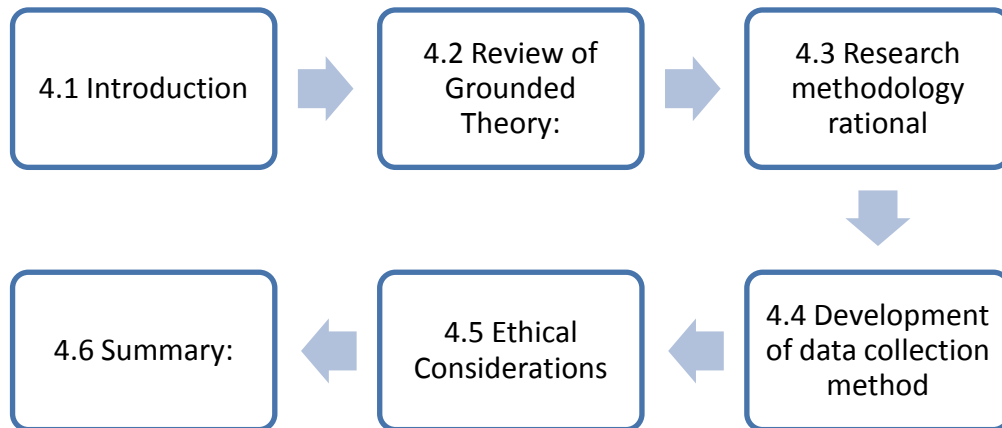 4.1 Introduction
4.2 Review of
Grounded
Theory:
4.3 Research
methodology
rational
4.4 Development
of data collection
method
4.5 Ethical
Considerations
4.6 Summary: